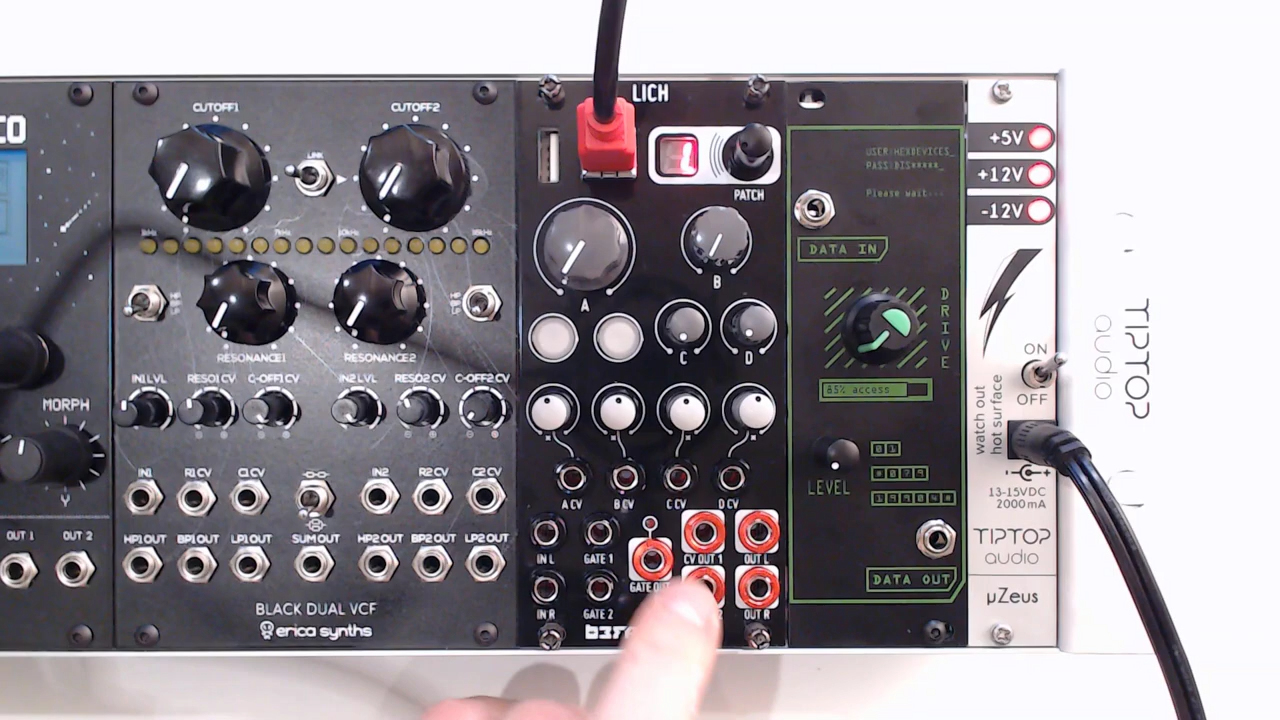 CO
MORPH
Y
OUT 1
OUT 2
CUTOFF1
CUTOFF2
LINK
RESONANCE1
RESONANCE2
IN1 LVL
RESO1 CV
C-OFF1 CV
IN2 LVL
RESO2 CV
C-OFF2 CV
IN1
R1 CV
C1 CV
IN2
R2 CV
C2 CV
HP1 OUT
BP1 OUT
LP1 OUT
SUM OUT
HP2 OUT
BP2 OUT
LP2 OUT
BLACK DUAL VCF
erica synths
LICH
PATCH
A
B
C
D
A CV
B CV
C CV
D CV
IN L
GATE 1
CV OUT 1
OUT L
IN R
GATE 2
OUT R
USER:HEXDEVICES_
Please wait...
DATA IN
DRIVE
85% access
LEVEL
DATA OUT
+5V
+12V
-12V
ON
OFF
watch out
hot surface
13-15VDC
2000mA
TIPTOP
audio
µZeus
TIPTOP
audio